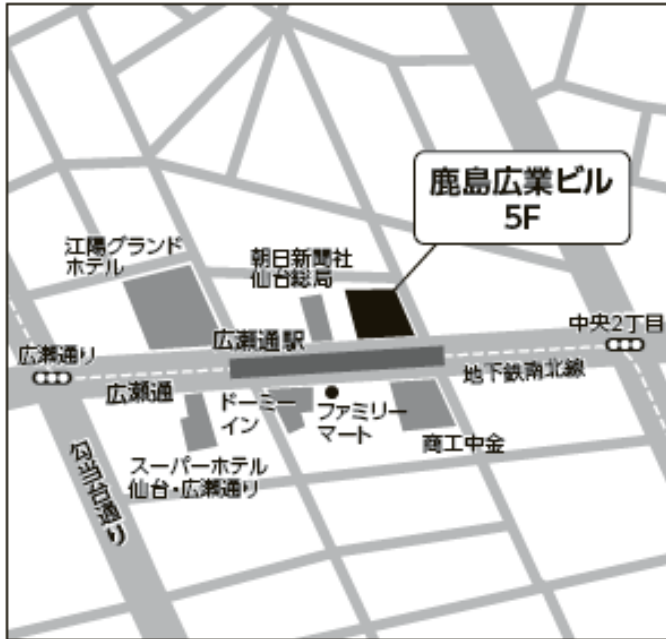 鹿島広業ビル
5F
江陽グランド
ホテル
朝日新聞社
仙台総局
中央2丁目
広瀬通駅
広瀬通り
地下鉄南北線
広瀬通
ドーミー
イン
ファミリー
マート
商工中金
スーパーホテル
仙台・広瀬通り
勾当台通り